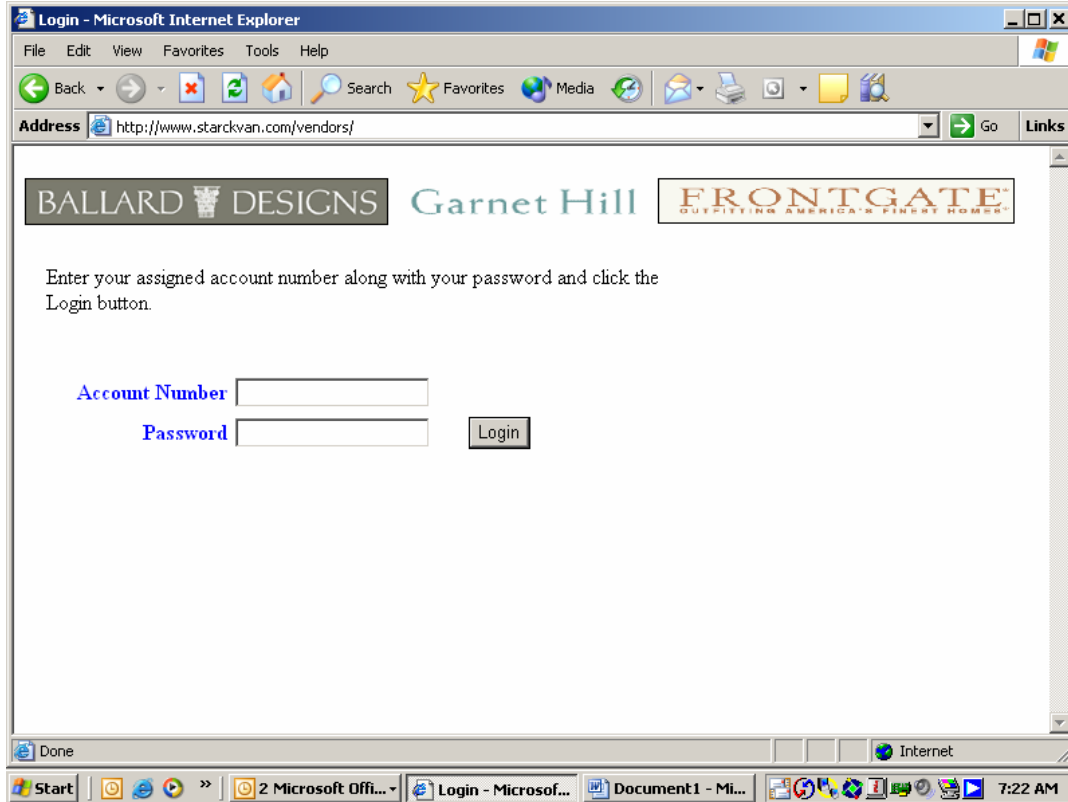 Login - Microsoft Internet Explorer
File Edit View Favorites Tools Help
Back Search Favorites Media
Address http://www.starckvan.com/vendors/ Go Links
BALLARD DESIGNS Garnet Hill FRONTGATE
OUTFITTING AMERICA'S FINEST HOMES
Enter your assigned account number along with your password and click the
Login button.
Account Number
Password Login
Done Internet
Start » 2 Microsoft Offi... Login - Microsof... Document1 - Mi... 7:22 AM